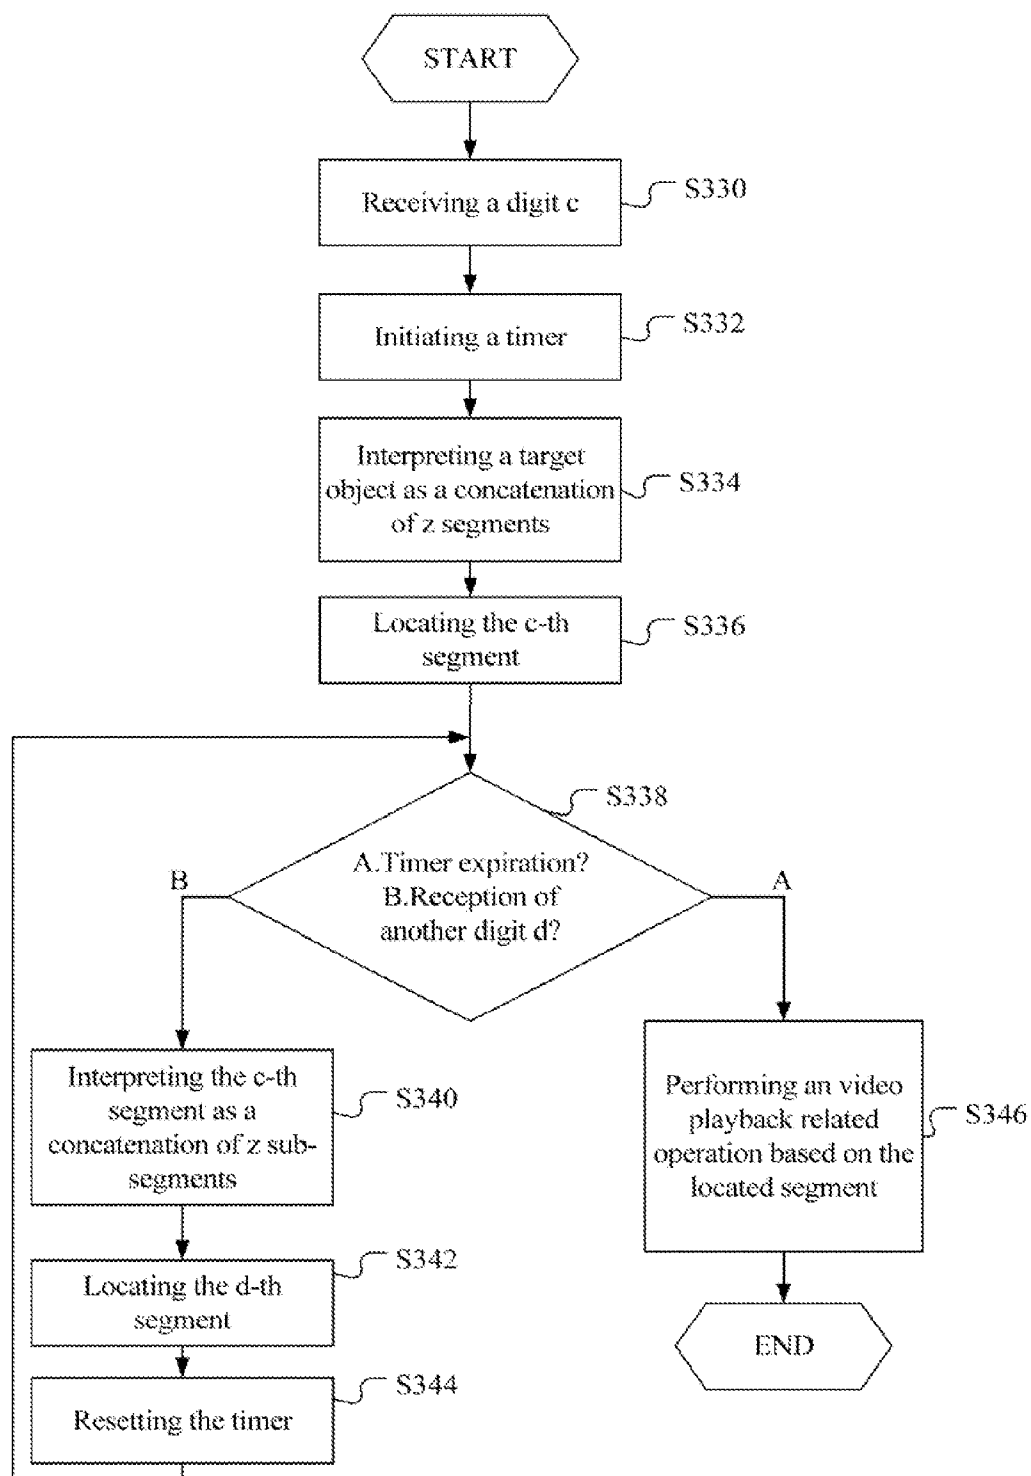 START
Receiving a digit c
S330
Initiating a timer
S332
Interpreting a target
object as a concatenation
of z segments
S334
Locating the c-th
segment
S336
S338
A.Timer expiration?
B.Reception of
another digit d?
B
A
Interpreting the c-th
segment as a
concatenation of z sub-
segments
S340
Performing an video
playback related
operation based on the
located segment
S346
Locating the d-th
segment
S342
END
Resetting the timer
S344